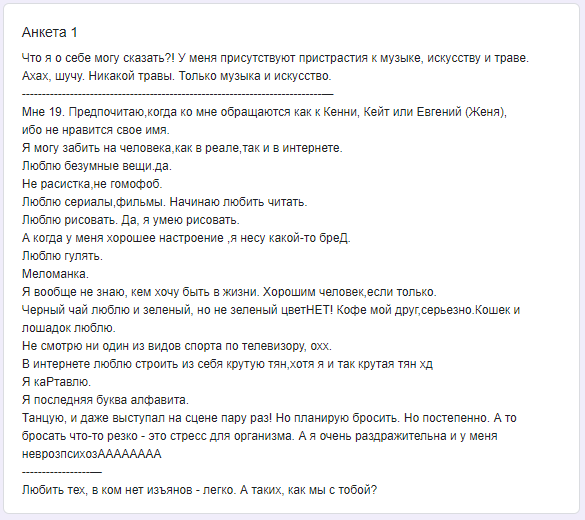 Анкета 1
Что я о себе могу сказать?! У меня присутствуют пристрастия к музыке, искусству и траве.
Ахах, шучу. Никакой травы. Только музыка и искусство.
---------------------------------------------------------------------------—
Мне 19. Предпочитаю,когда ко мне обращаются как к Кенни, Кейт или Евгений (Женя),
ибо не нравится свое имя.
Я могу забить на человека,как в реале,так и в интернете.
Люблю безумные вещи.да.
Не расистка,не гомофоб.
Люблю сериалы,фильмы. Начинаю любить читать.
Люблю рисовать. Да, я умею рисовать.
А когда у меня хорошее настроение ,я несу какой-то бреД.
Люблю гулять.
Меломанка.
Я вообще не знаю, кем хочу быть в жизни. Хорошим человек,если только.
Черный чай люблю и зеленый, но не зеленый цветНЕТ! Кофе мой друг,серьезно.Кошек и
лошадок люблю.
Не смотрю ни один из видов спорта по телевизору, охх.
В интернете люблю строить из себя крутую тян,хотя я и так крутая тян хд
Я каРтавлю.
Я последняя буква алфавита.
Танцую, и даже выступал на сцене пару раз! Но планирую бросить. Но постепенно. А то
бросать что-то резко - это стресс для организма. А я очень раздражительна и у меня
неврозпсихозАААААААА
-----------------—
Любить тех, в ком нет изъянов - легко. А таких, как мы с тобой?